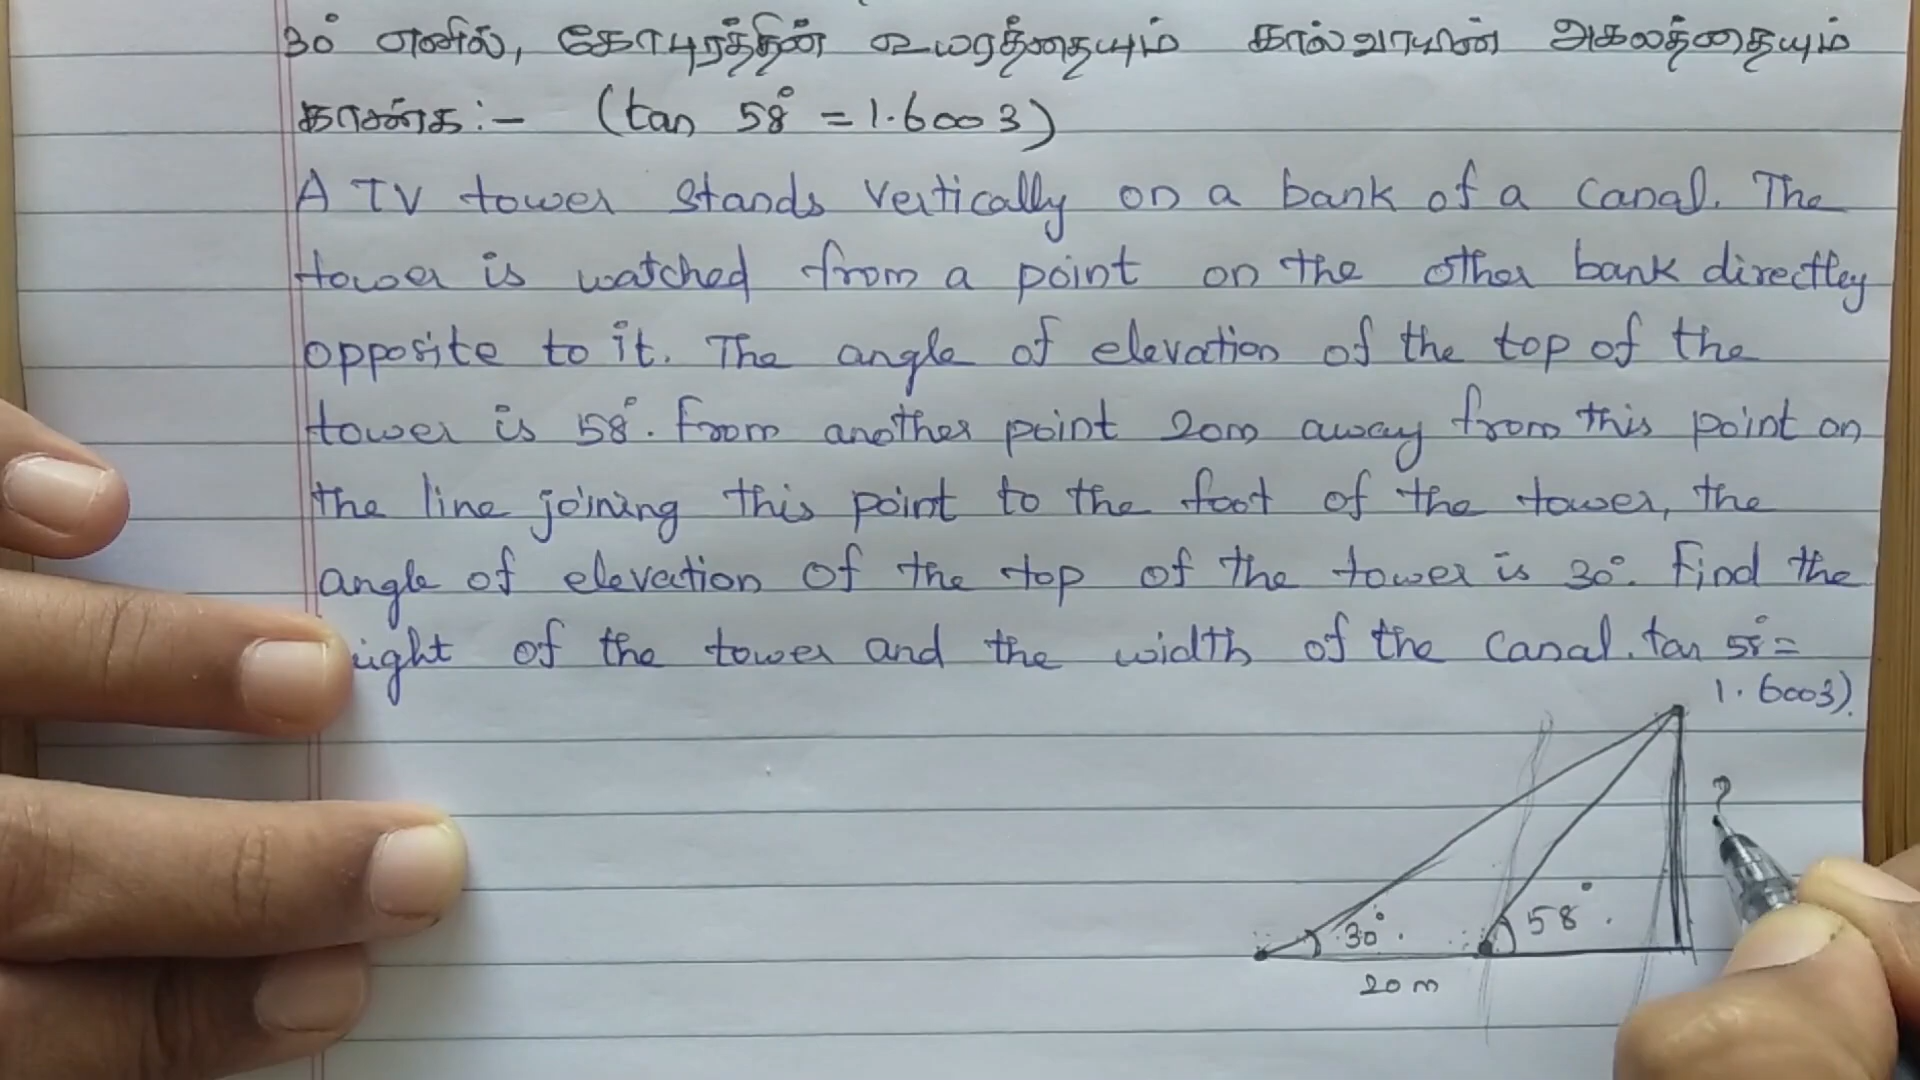 30° எனில், கோபுரத்தின் உயரத்தையும் கால்வாயின் அகலத்தையும்
காண்க:- (tan 58° = 1.6003)
A TV tower stands vertically on a bank of a canal. The
tower is watched from a point on the other bank directley
opposite to it. The angle of elevation of the top of the
tower is 58°. From another point 20m away from this point on
the line joining this point to the foot of the tower, the
angle of elevation of the top of the tower is 30°. Find the
ight of the tower and the width of the canal. tan 58° =
1.6003).
?
30°.
58°.
20 m